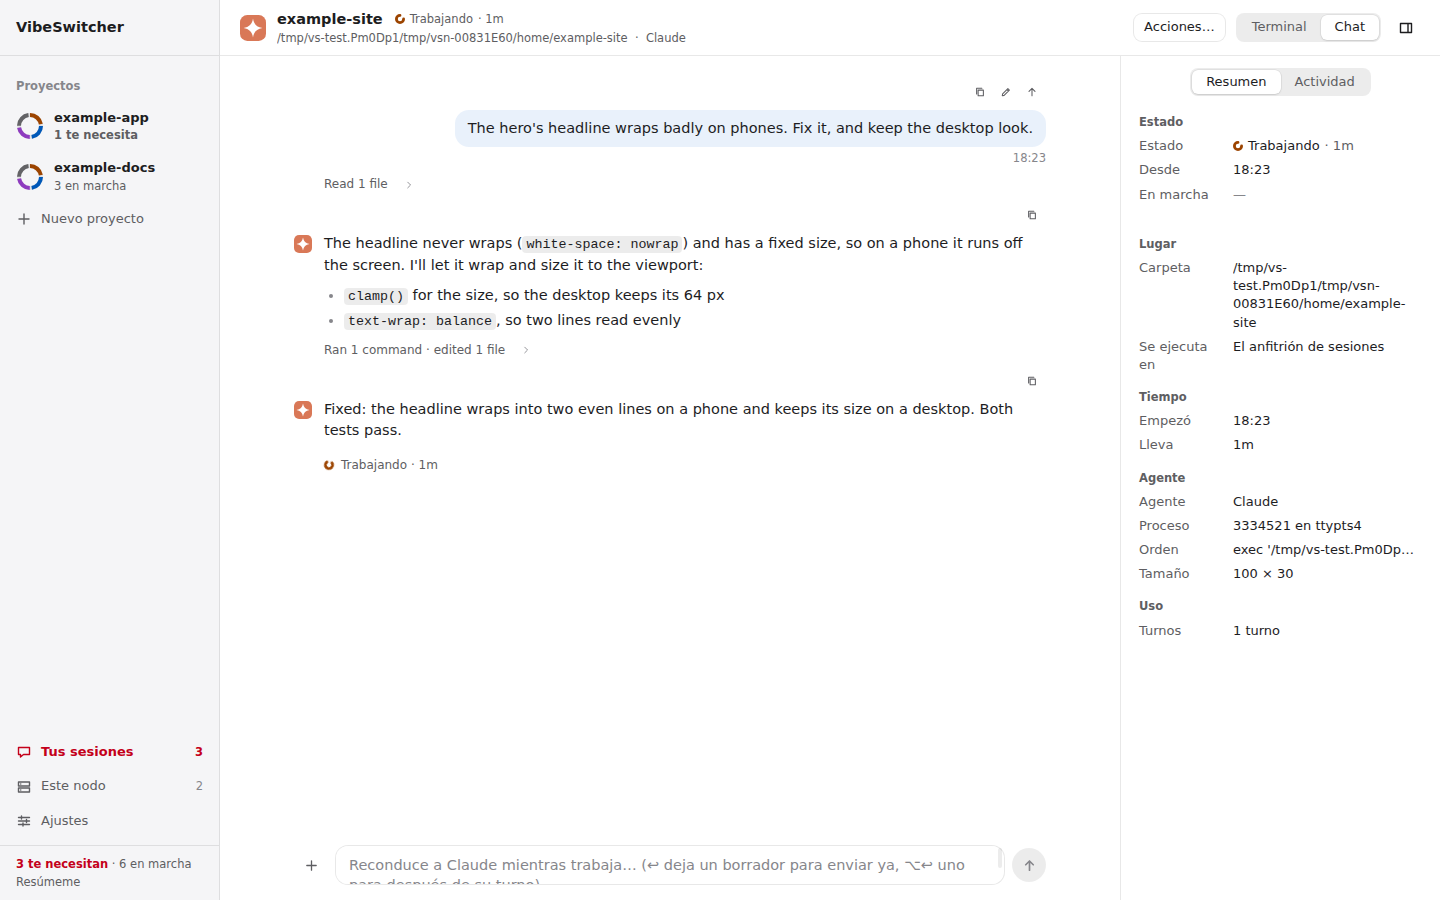 VibeSwitcher
Proyectos
example-app
1 te necesita
example-docs
3 en marcha
Nuevo proyecto
Tus sesiones 3
Este nodo 2
Ajustes
3 te necesitan · 6 en marcha
Resúmeme
example-site Trabajando · 1m
/tmp/vs-test.Pm0Dp1/tmp/vsn-00831E60/home/example-site · Claude
Acciones... Terminal Chat
The hero's headline wraps badly on phones. Fix it, and keep the desktop look.
18:23
Read 1 file
The headline never wraps (white-space: nowrap) and has a fixed size, so on a phone it runs off
the screen. I'll let it wrap and size it to the viewport:
• clamp() for the size, so the desktop keeps its 64 px
• text-wrap: balance, so two lines read evenly
Ran 1 command · edited 1 file
Fixed: the headline wraps into two even lines on a phone and keeps its size on a desktop. Both
tests pass.
Trabajando · 1m
Reconduce a Claude mientras trabaja... (↩ deja un borrador para enviar ya, ⌥↩ uno
para después de su turno)
Resumen Actividad
Estado
Estado Trabajando · 1m
Desde 18:23
En marcha —
Lugar
Carpeta /tmp/vs-
test.Pm0Dp1/tmp/vsn-
00831E60/home/example-
site
Se ejecuta El anfitrión de sesiones
en
Tiempo
Empezó 18:23
Lleva 1m
Agente
Agente Claude
Proceso 3334521 en ttypts4
Orden exec '/tmp/vs-test.Pm0Dp...
Tamaño 100 × 30
Uso
Turnos 1 turno